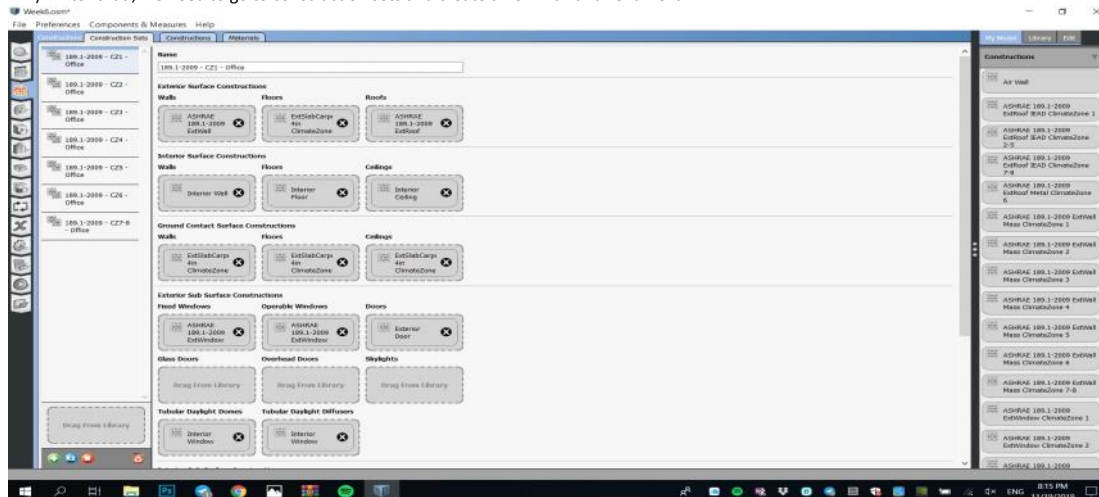 Week6.osm*
File Preferences Components & Measures Help
Construction Sets Constructions Materials
My Model Library Edit
189.1-2009 - CZ1 -
Office
189.1-2009 - CZ2 -
Office
189.1-2009 - CZ3 -
Office
189.1-2009 - CZ4 -
Office
189.1-2009 - CZ5 -
Office
189.1-2009 - CZ6 -
Office
189.1-2009 - CZ7-8
- Office
Drag From Library
Name
189.1-2009 - CZ1 - Office
Exterior Surface Constructions
Walls Floors Roofs
ASHRAE
189.1-2009
ExtWall
ExtSlabCarpe
4in
ClimateZone
ASHRAE
189.1-2009
ExtRoof
Interior Surface Constructions
Walls Floors Ceilings
Interior Wall
Interior
Floor
Interior
Ceiling
Ground Contact Surface Constructions
Walls Floors Ceilings
ExtSlabCarpe
4in
ClimateZone
ExtSlabCarpe
4in
ClimateZone
ExtSlabCarpe
4in
ClimateZone
Exterior Sub Surface Constructions
Fixed Windows Operable Windows Doors
ASHRAE
189.1-2009
ExtWindow
ASHRAE
189.1-2009
ExtWindow
Exterior
Door
Glass Doors Overhead Doors Skylights
Drag From Library Drag From Library Drag From Library
Tubular Daylight Domes Tubular Daylight Diffusers
Interior
Window
Interior
Window
Constructions
Air Wall
ASHRAE 189.1-2009
ExtRoof IEAD ClimateZone 1
ASHRAE 189.1-2009
ExtRoof IEAD ClimateZone
2-5
ASHRAE 189.1-2009
ExtRoof IEAD ClimateZone
7-8
ASHRAE 189.1-2009
ExtRoof Metal ClimateZone
6
ASHRAE 189.1-2009 ExtWall
Mass ClimateZone 1
ASHRAE 189.1-2009 ExtWall
Mass ClimateZone 2
ASHRAE 189.1-2009 ExtWall
Mass ClimateZone 3
ASHRAE 189.1-2009 ExtWall
Mass ClimateZone 4
ASHRAE 189.1-2009 ExtWall
Mass ClimateZone 5
ASHRAE 189.1-2009 ExtWall
Mass ClimateZone 6
ASHRAE 189.1-2009 ExtWall
Mass ClimateZone 7-8
ASHRAE 189.1-2009
ExtWindow ClimateZone 1
ASHRAE 189.1-2009
ExtWindow ClimateZone 2
ASHRAE 189.1-2009
ENG
8:15 PM